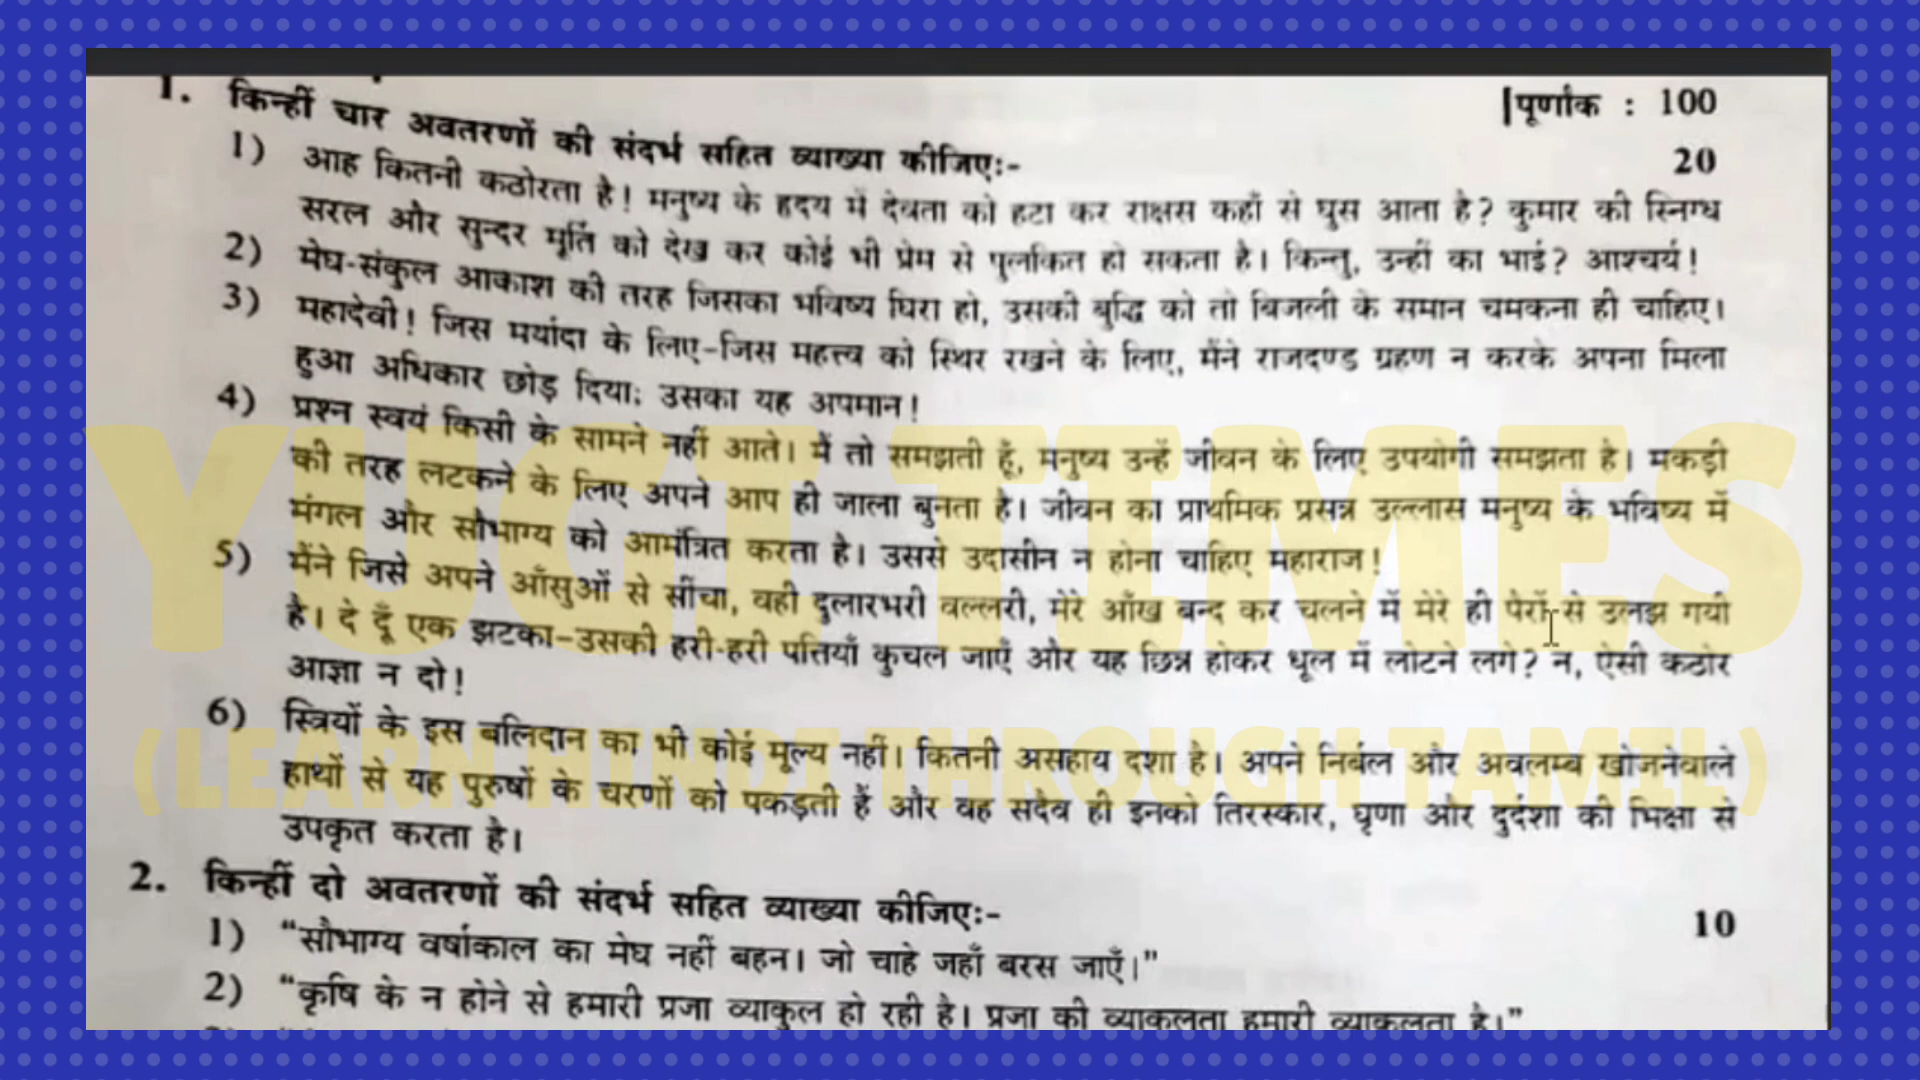 1. किन्हीं चार अवतरणों की संदर्भ सहित व्याख्या कीजिए:-
|पूर्णांक : 100
20
1) आह कितनी कठोरता है! मनुष्य के हृदय में देवता को हटा कर राक्षस कहाँ से घुस आता है? कुमार की स्निग्ध
सरल और सुन्दर मूर्ति को देख कर कोई भी प्रेम से पुलकित हो सकता है। किन्तु, उन्हीं का भाई? आश्चर्य!
2) मेघ-संकुल आकाश की तरह जिसका भविष्य घिरा हो, उसकी बुद्धि को तो बिजली के समान चमकना ही चाहिए।
3) महादेवी! जिस मर्यादा के लिए-जिस महत्त्व को स्थिर रखने के लिए, मैंने राजदण्ड ग्रहण न करके अपना मिला
हुआ अधिकार छोड़ दिया; उसका यह अपमान!
4) प्रश्न स्वयं किसी के सामने नहीं आते। मैं तो समझती हूँ, मनुष्य उन्हें जीवन के लिए उपयोगी समझता है। मकड़ी
की तरह लटकने के लिए अपने आप ही जाला बुनता है। जीवन का प्राथमिक प्रसन्न उल्लास मनुष्य के भविष्य में
मंगल और सौभाग्य को आमंत्रित करता है। उससे उदासीन न होना चाहिए महाराज!
5) मैंने जिसे अपने आँसुओं से सींचा, वही दुलारभरी वल्लरी, मेरे आँख बन्द कर चलने में मेरे ही पैरों से उलझ गयी
है। दे दूँ एक झटका-उसकी हरी-हरी पत्तियाँ कुचल जाएँ और यह छिन्न होकर धूल में लोटने लगे? न, ऐसी कठोर
आज्ञा न दो!
6) स्त्रियों के इस बलिदान का भी कोई मूल्य नहीं। कितनी असहाय दशा है। अपने निर्बल और अवलम्ब खोजनेवाले
हाथों से यह पुरुषों के चरणों को पकड़ती हैं और वह सदैव ही इनको तिरस्कार, घृणा और दुर्दशा की भिक्षा से
उपकृत करता है।
2. किन्हीं दो अवतरणों की संदर्भ सहित व्याख्या कीजिए:-
10
1) “सौभाग्य वर्षाकाल का मेघ नहीं बहन। जो चाहे जहाँ बरस जाएँ।”
2) “कृषि के न होने से हमारी प्रजा व्याकुल हो रही है। प्रजा की व्याकुलता हमारी व्याकुलता है।”
YUGI TIMES
(LEARN HINDI THROUGH TAMIL)